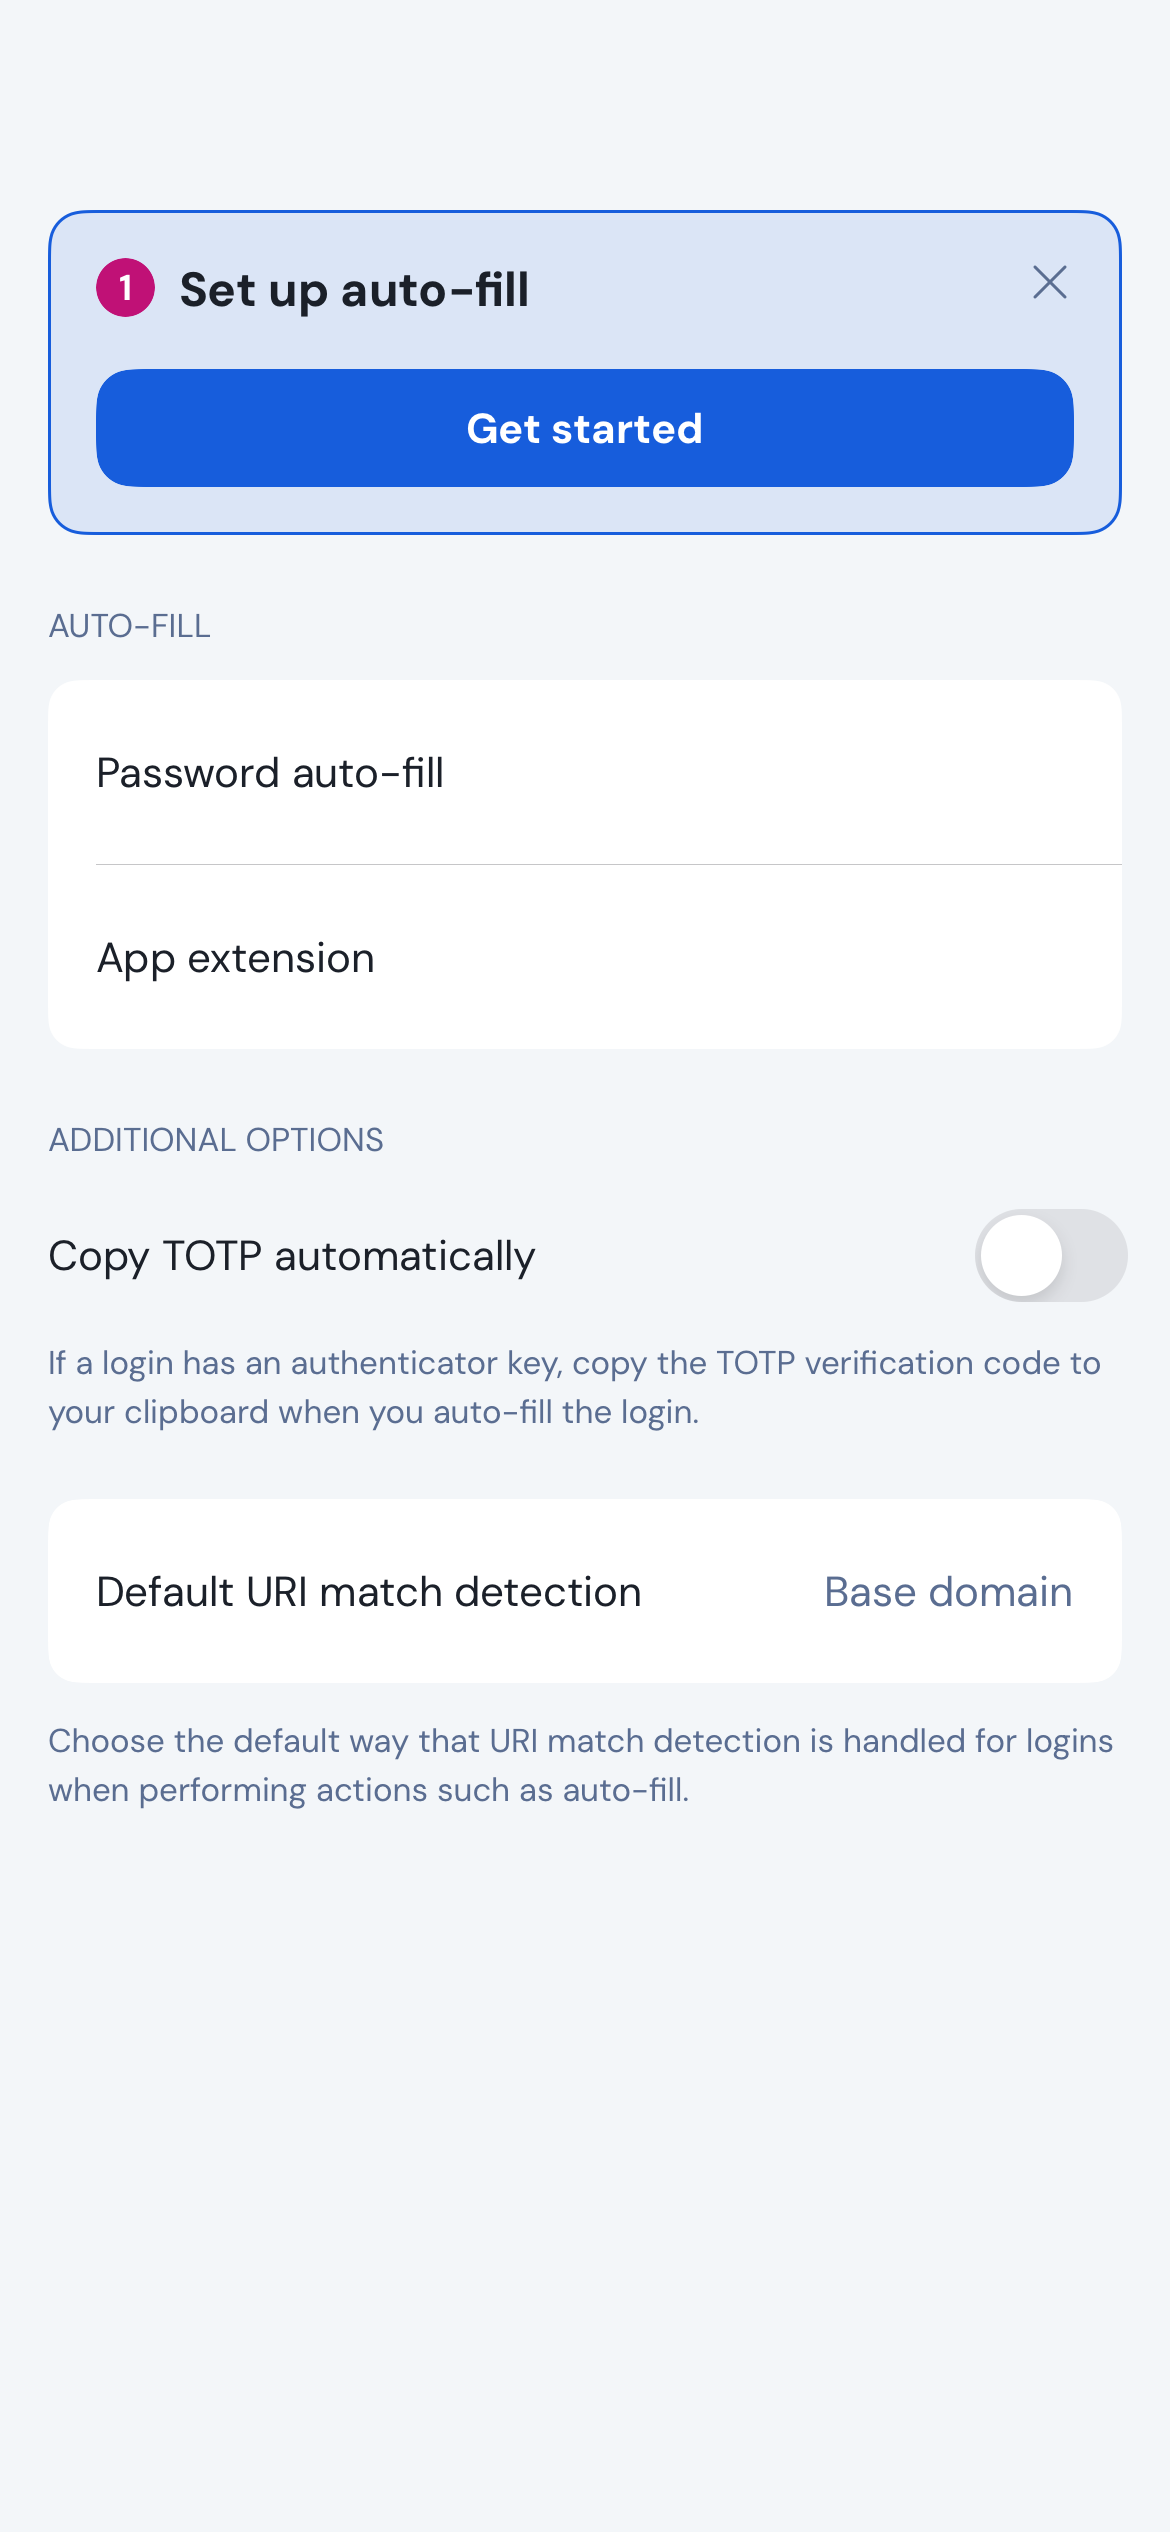 1 Set up auto-fill
Get started
AUTO-FILL
Password auto-fill
App extension
ADDITIONAL OPTIONS
Copy TOTP automatically
If a login has an authenticator key, copy the TOTP verification code to
your clipboard when you auto-fill the login.
Default URI match detection Base domain
Choose the default way that URI match detection is handled for logins
when performing actions such as auto-fill.